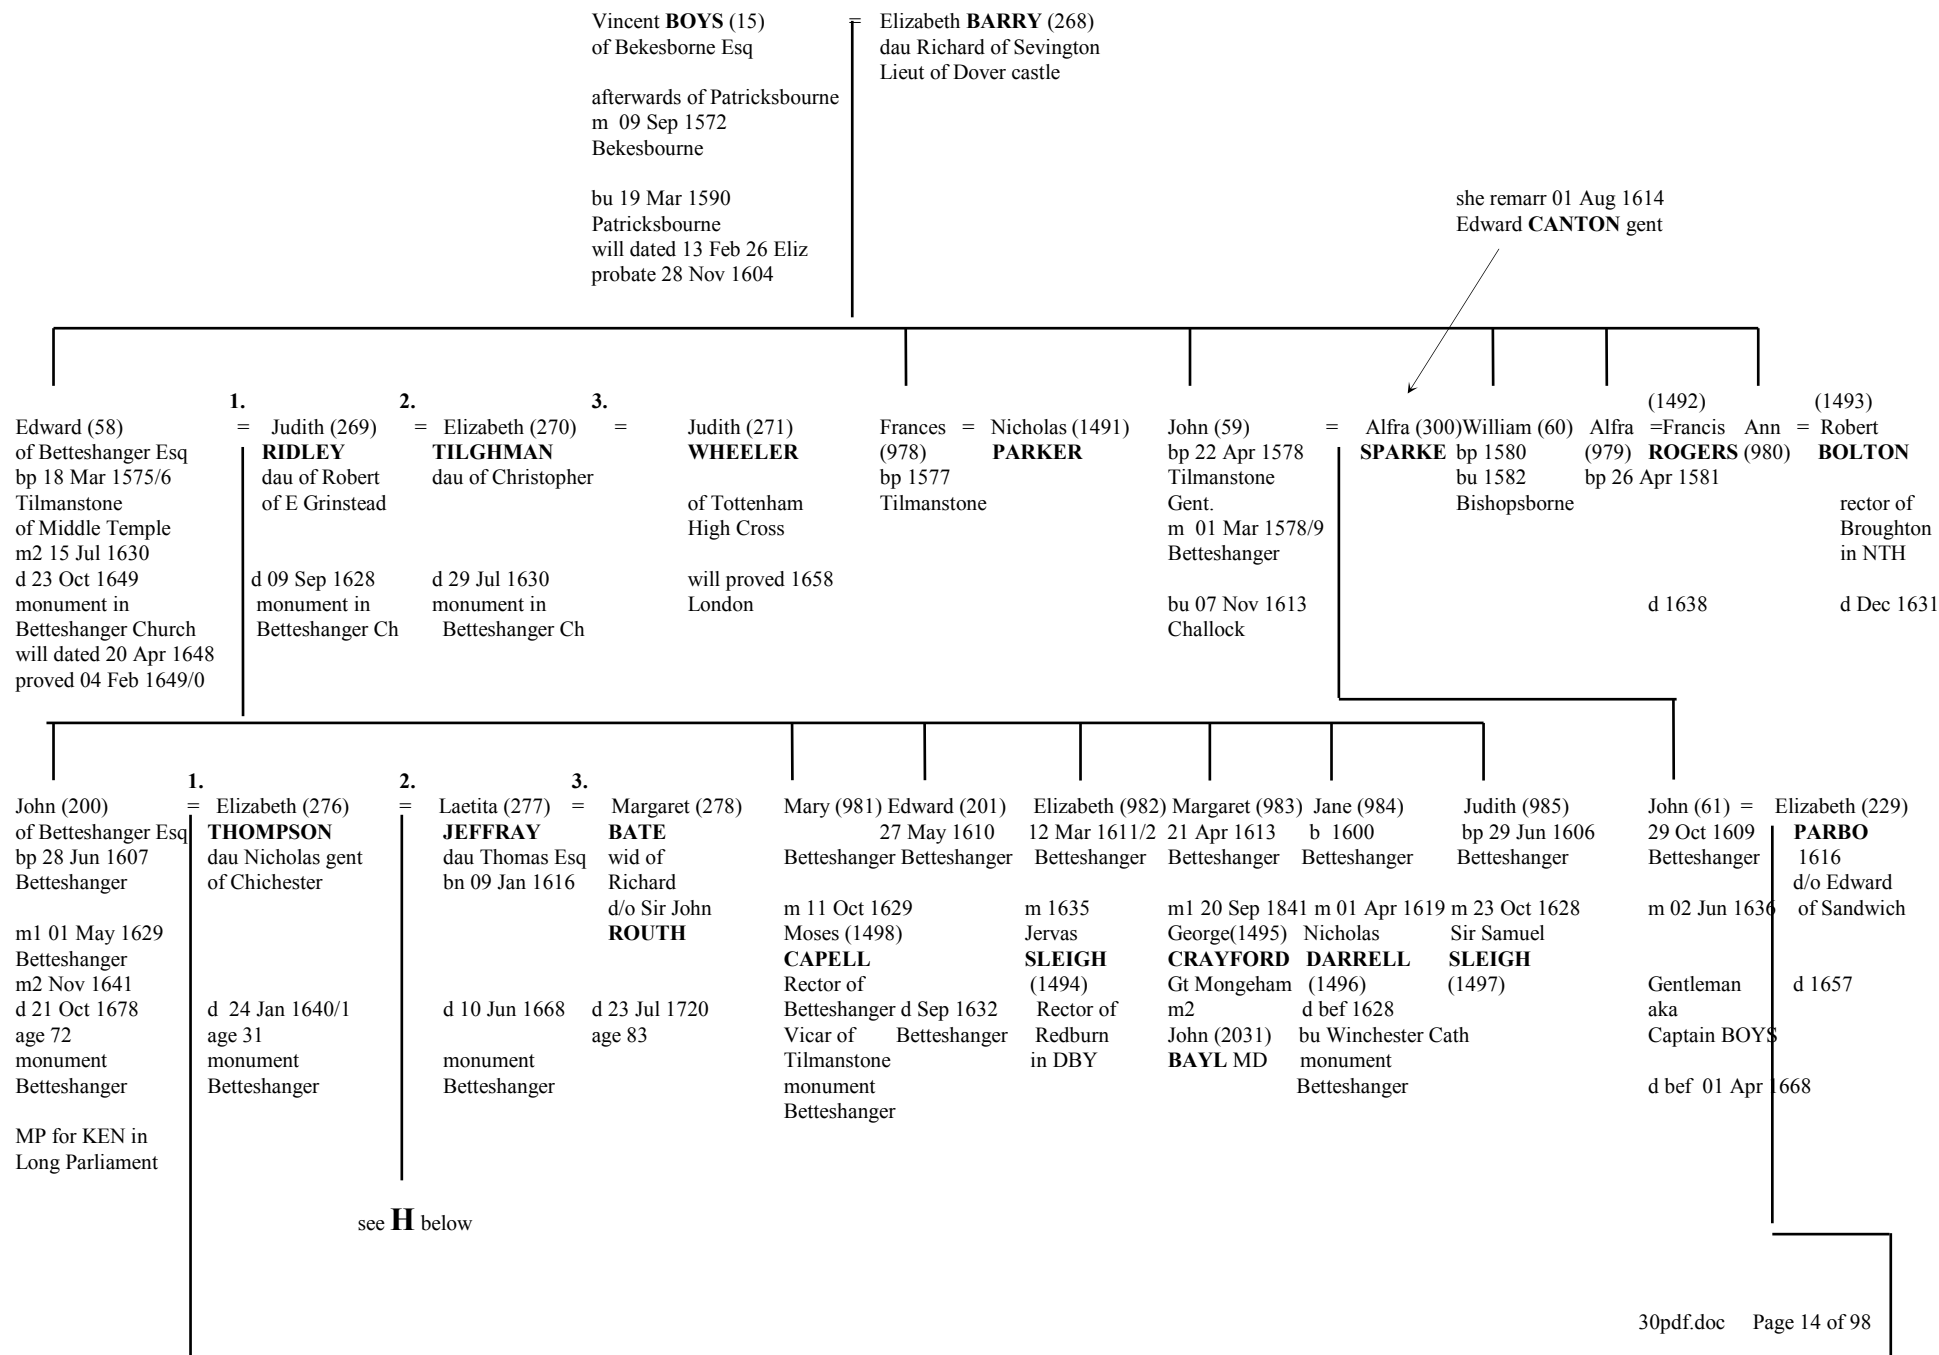 Vincent BOYS (15)
of Bekesborne Esq
afterwards of Patricksbourne
m 09 Sep 1572
Bekesbourne
bu 19 Mar 1590
Patricksbourne
will dated 13 Feb 26 Eliz
probate 28 Nov 1604
=
Elizabeth BARRY (268)
dau Richard of Sevington
Lieut of Dover castle
she remarr 01 Aug 1614
Edward CANTON gent
Edward (58)
of Betteshanger Esq
bp 18 Mar 1575/6
Tilmanstone
of Middle Temple
m2 15 Jul 1630
d 23 Oct 1649
monument in
Betteshanger Church
will dated 20 Apr 1648
proved 04 Feb 1649/0
1.
=
Judith (269)
RIDLEY
dau of Robert
of E Grinstead
d 09 Sep 1628
monument in
Betteshanger Ch
2.
=
Elizabeth (270)
TILGHMAN
dau of Christopher
d 29 Jul 1630
monument in
Betteshanger Ch
3.
=
Judith (271)
WHEELER
of Tottenham
High Cross
will proved 1658
London
Frances
(978)
bp 1577
Tilmanstone
=
Nicholas (1491)
PARKER
John (59)
bp 22 Apr 1578
Tilmanstone
Gent.
m 01 Mar 1578/9
Betteshanger
bu 07 Nov 1613
Challock
=
Alfra (300)
SPARKE
William (60)
bp 1580
bu 1582
Bishopsborne
Alfra
(979)
bp 26 Apr 1581
(1492)
=Francis
ROGERS
d 1638
Ann
(980)
=
(1493)
Robert
BOLTON
rector of
Broughton
in NTH
d Dec 1631
John (200)
of Betteshanger Esq
bp 28 Jun 1607
Betteshanger
m1 01 May 1629
Betteshanger
m2 Nov 1641
d 21 Oct 1678
age 72
monument
Betteshanger
MP for KEN in
Long Parliament
1.
=
Elizabeth (276)
THOMPSON
dau Nicholas gent
of Chichester
d 24 Jan 1640/1
age 31
monument
Betteshanger
2.
=
Laetita (277)
JEFFRAY
dau Thomas Esq
bn 09 Jan 1616
d 10 Jun 1668
monument
Betteshanger
3.
=
Margaret (278)
BATE
wid of
Richard
d/o Sir John
ROUTH
d 23 Jul 1720
age 83
Mary (981)
Betteshanger
m 11 Oct 1629
Moses (1498)
CAPELL
Rector of
Betteshanger
Vicar of
Tilmanstone
monument
Betteshanger
Edward (201)
27 May 1610
Betteshanger
d Sep 1632
Betteshanger
Elizabeth (982)
12 Mar 1611/2
Betteshanger
m 1635
Jervas
SLEIGH
(1494)
Rector of
Redburn
in DBY
Margaret (983)
21 Apr 1613
Betteshanger
m1 20 Sep 1841
George(1495)
CRAYFORD
Gt Mongeham
m2
John (2031)
BAYL MD
Jane (984)
b 1600
Betteshanger
m 01 Apr 1619
Nicholas
DARRELL
(1496)
d bef 1628
bu Winchester Cath
monument
Betteshanger
Judith (985)
bp 29 Jun 1606
Betteshanger
m 23 Oct 1628
Sir Samuel
SLEIGH
(1497)
John (61)
29 Oct 1609
Betteshanger
m 02 Jun 1636
Gentleman
aka
Captain BOYS
d bef 01 Apr 1668
=
Elizabeth (229)
PARBO
1616
d/o Edward
of Sandwich
d 1657
see H below
30pdf.doc Page 14 of 98